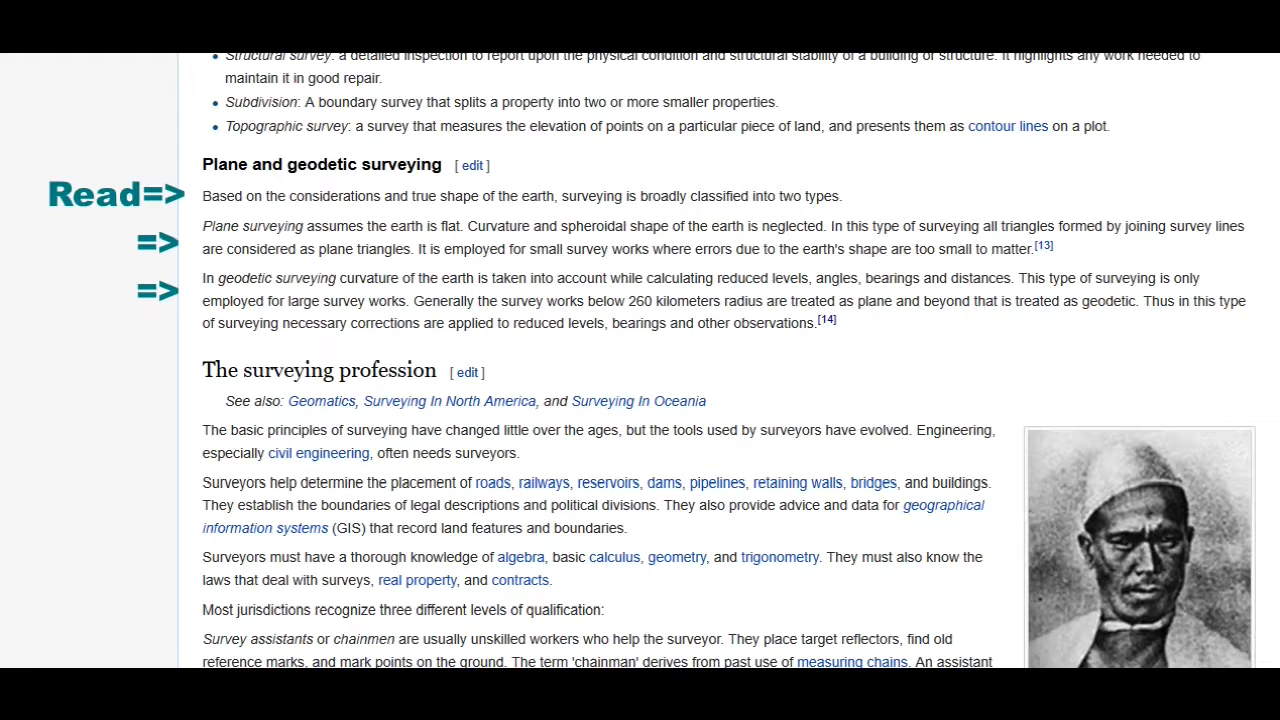 Structural survey: a detailed inspection to report upon the physical condition and structural stability of a building or structure. It highlights any work needed to
maintain it in good repair.
• Subdivision: A boundary survey that splits a property into two or more smaller properties.
• Topographic survey: a survey that measures the elevation of points on a particular piece of land, and presents them as contour lines on a plot.
Plane and geodetic surveying [ edit ]
Read=> Based on the considerations and true shape of the earth, surveying is broadly classified into two types.
Plane surveying assumes the earth is flat. Curvature and spheroidal shape of the earth is neglected. In this type of surveying all triangles formed by joining survey lines
=> are considered as plane triangles. It is employed for small survey works where errors due to the earth's shape are too small to matter.[13]
In geodetic surveying curvature of the earth is taken into account while calculating reduced levels, angles, bearings and distances. This type of surveying is only
=> employed for large survey works. Generally the survey works below 260 kilometers radius are treated as plane and beyond that is treated as geodetic. Thus in this type
of surveying necessary corrections are applied to reduced levels, bearings and other observations.[14]
The surveying profession [ edit ]
See also: Geomatics, Surveying In North America, and Surveying In Oceania
The basic principles of surveying have changed little over the ages, but the tools used by surveyors have evolved. Engineering,
especially civil engineering, often needs surveyors.
Surveyors help determine the placement of roads, railways, reservoirs, dams, pipelines, retaining walls, bridges, and buildings.
They establish the boundaries of legal descriptions and political divisions. They also provide advice and data for geographical
information systems (GIS) that record land features and boundaries.
Surveyors must have a thorough knowledge of algebra, basic calculus, geometry, and trigonometry. They must also know the
laws that deal with surveys, real property, and contracts.
Most jurisdictions recognize three different levels of qualification:
Survey assistants or chainmen are usually unskilled workers who help the surveyor. They place target reflectors, find old
reference marks, and mark points on the ground. The term 'chainman' derives from past use of measuring chains. An assistant